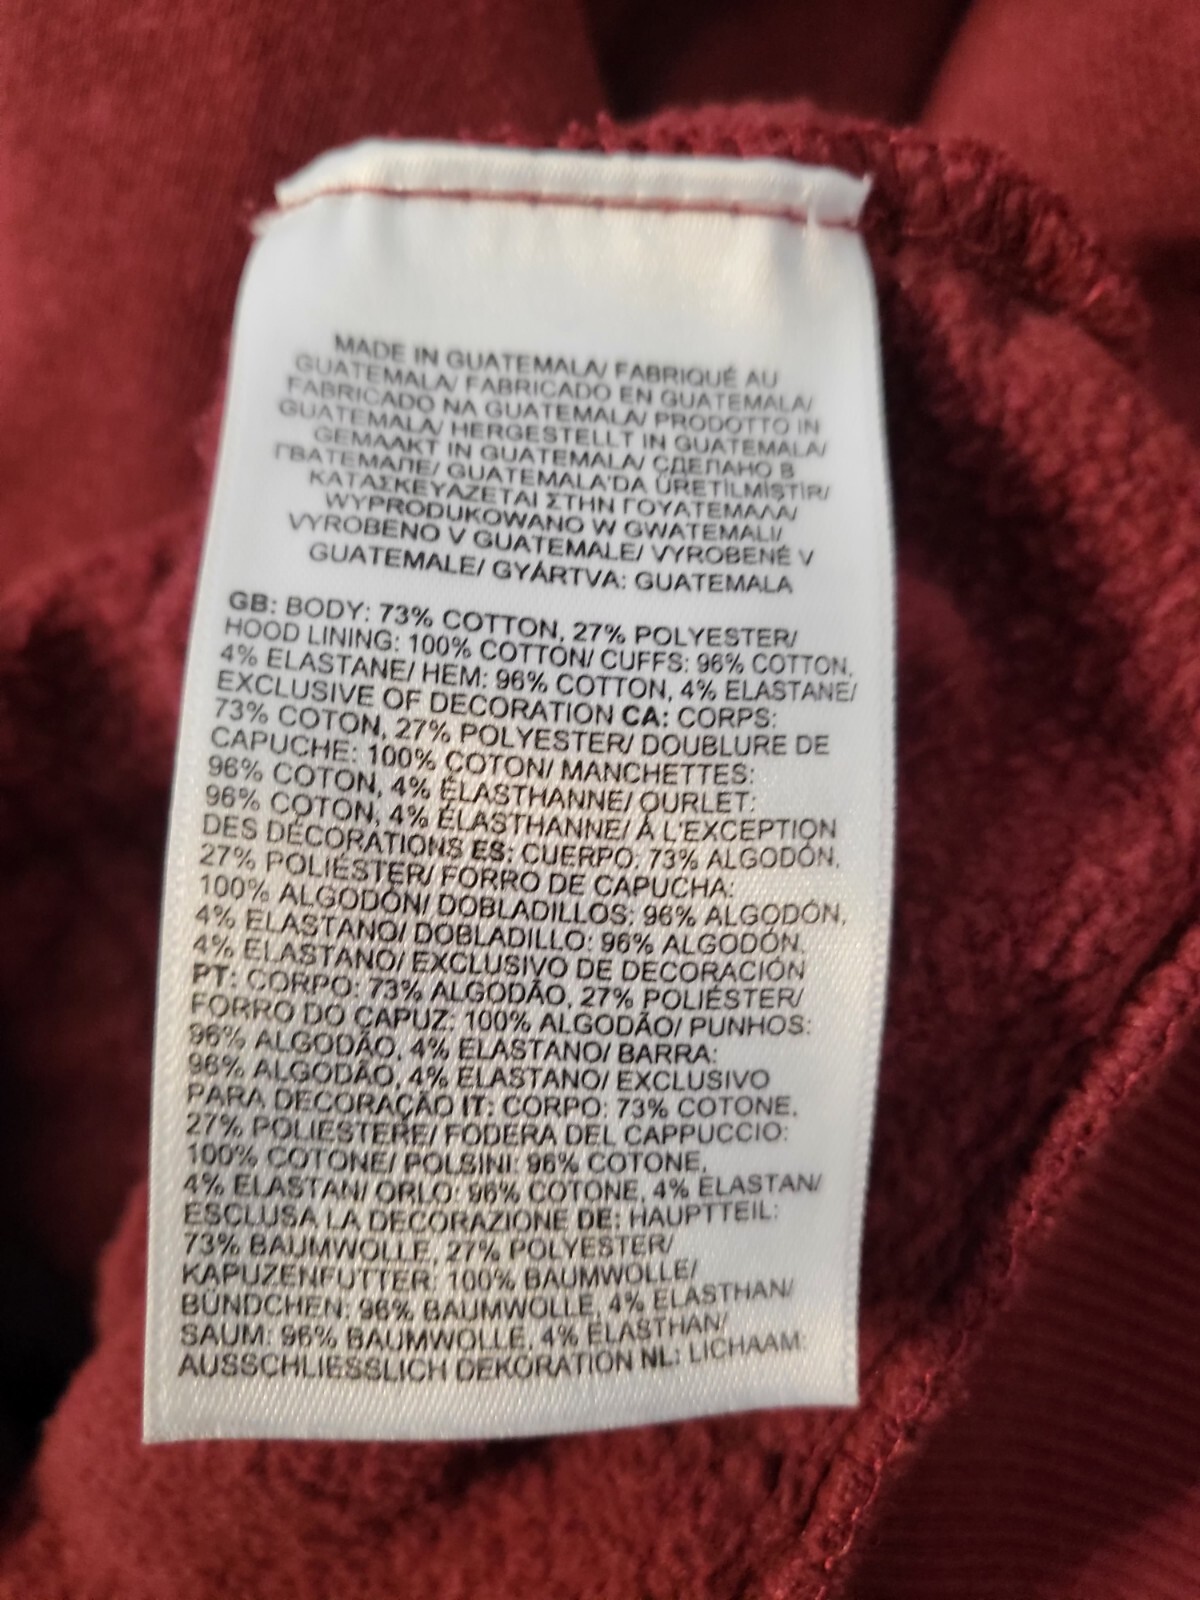 MADE IN GUATEMALA/ FABRIQUÉ AU
GUATEMALA/ FABRICADO EN GUATEMALA/
FABRICADO NA GUATEMALA/ PRODOTTO IN
GUATEMALA/ HERGESTELLT IN GUATEMALA/
GEMAAKT IN GUATEMALA/ СДЕЛАНО В
ГВАТЕМАЛЕ/ GUATEMALA'DA ÜRETİLMİŞTİR/
ΚΑΤΑΣΚΕΥΑΖΕΤΑΙ ΣΤΗΝ ΓΟΥΑΤΕΜΑΛΑ/
WYPRODUKOWANO W GWATEMALI/
VYROBENO V GUATEMALE/ VYROBENÉ V
GUATEMALE/ GYÁRTVA: GUATEMALA
GB: BODY: 73% COTTON, 27% POLYESTER/
HOOD LINING: 100% COTTON/ CUFFS: 96% COTTON,
4% ELASTANE/ HEM: 96% COTTON, 4% ELASTANE/
EXCLUSIVE OF DECORATION CA: CORPS:
73% COTON, 27% POLYESTER/ DOUBLURE DE
CAPUCHE: 100% COTON/ MANCHETTES:
96% COTON, 4% ÉLASTHANNE/ OURLET:
96% COTON, 4% ÉLASTHANNE/ À L'EXCEPTION
DES DÉCORATIONS ES: CUERPO: 73% ALGODÓN,
27% POLIÉSTER/ FORRO DE CAPUCHA:
100% ALGODÓN/ DOBLADILLOS: 96% ALGODÓN,
4% ELASTANO/ DOBLADILLO: 96% ALGODÓN,
4% ELASTANO/ EXCLUSIVO DE DECORACIÓN
PT: CORPO: 73% ALGODÃO, 27% POLIÉSTER/
FORRO DO CAPUZ: 100% ALGODÃO/ PUNHOS:
96% ALGODÃO, 4% ELASTANO/ BARRA:
96% ALGODÃO, 4% ELASTANO/ EXCLUSIVO
PARA DECORAÇÃO IT: CORPO: 73% COTONE,
27% POLIESTERE/ FODERA DEL CAPPUCCIO:
100% COTONE/ POLSINI: 96% COTONE,
4% ELASTAN/ ORLO: 96% COTONE, 4% ELASTAN/
ESCLUSA LA DECORAZIONE DE: HAUPTTEIL:
73% BAUMWOLLE, 27% POLYESTER/
KAPUZENFUTTER: 100% BAUMWOLLE/
BÜNDCHEN: 96% BAUMWOLLE, 4% ELASTHAN/
SAUM: 96% BAUMWOLLE, 4% ELASTHAN/
AUSSCHLIESSLICH DEKORATION NL: LICHAAM: